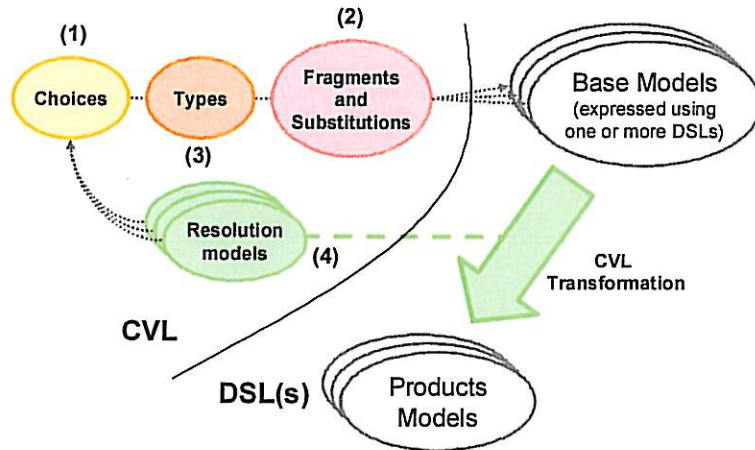 (1)
(2)
Choices
Types
Fragments
and
Substitutions
Base Models
(expressed using
one or more DSLs)
(3)
Resolution
models
(4)
CVL
Transformation
CVL
DSL(s)
Products
Models